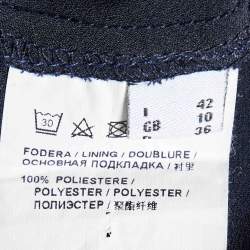 30
I 42
GB 10
36
FODERA / LINING / DOUBLURE /
ОСНОВНАЯ ПОДКЛАДКА / 衬里
100% POLIESTERE /
POLYESTER / POLYESTER /
ПОЛИЭСТЕР / 聚酯纤维